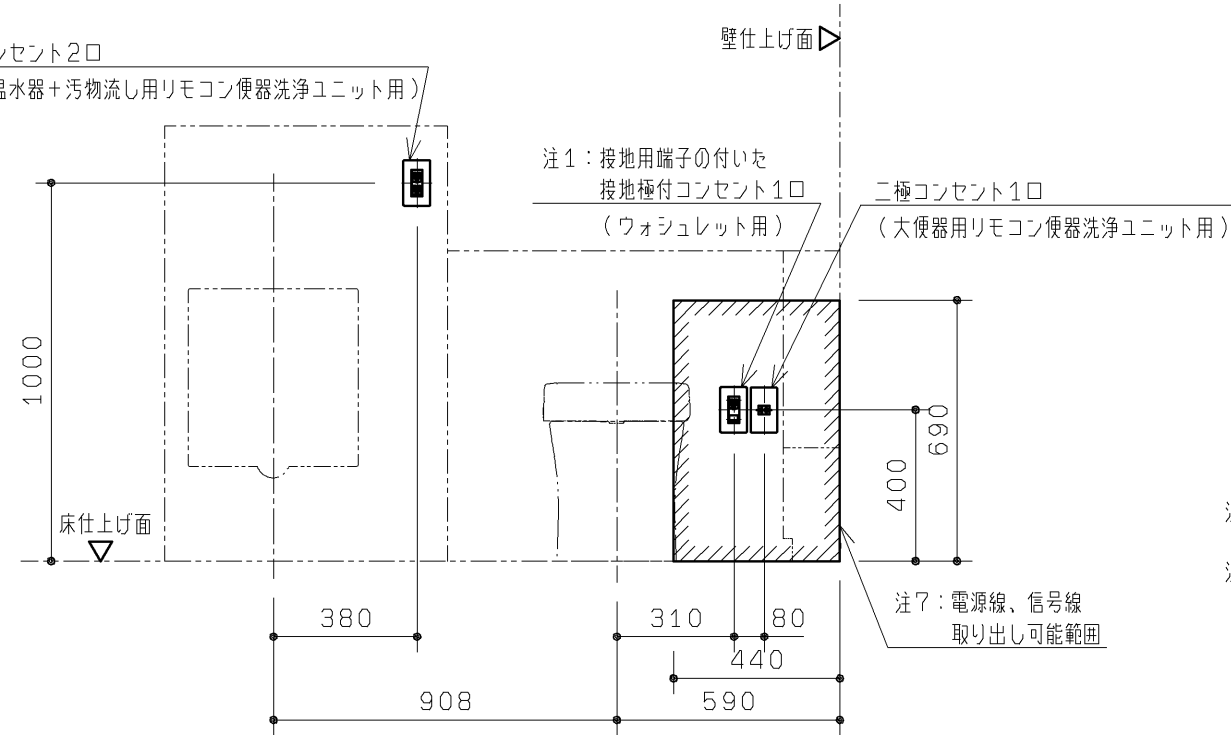 壁仕上げ面
ンセント2口
温水器＋汚物流し用リモコン便器洗浄ユニット用）
注1：接地用端子の付いた
接地極付コンセント1口
（ウォシュレット用）
二極コンセント1口
（大便器用リモコン便器洗浄ユニット用）
1000
690
400
床仕上げ面
注7：電源線、信号線
取り出し可能範囲
380
310
80
440
908
590